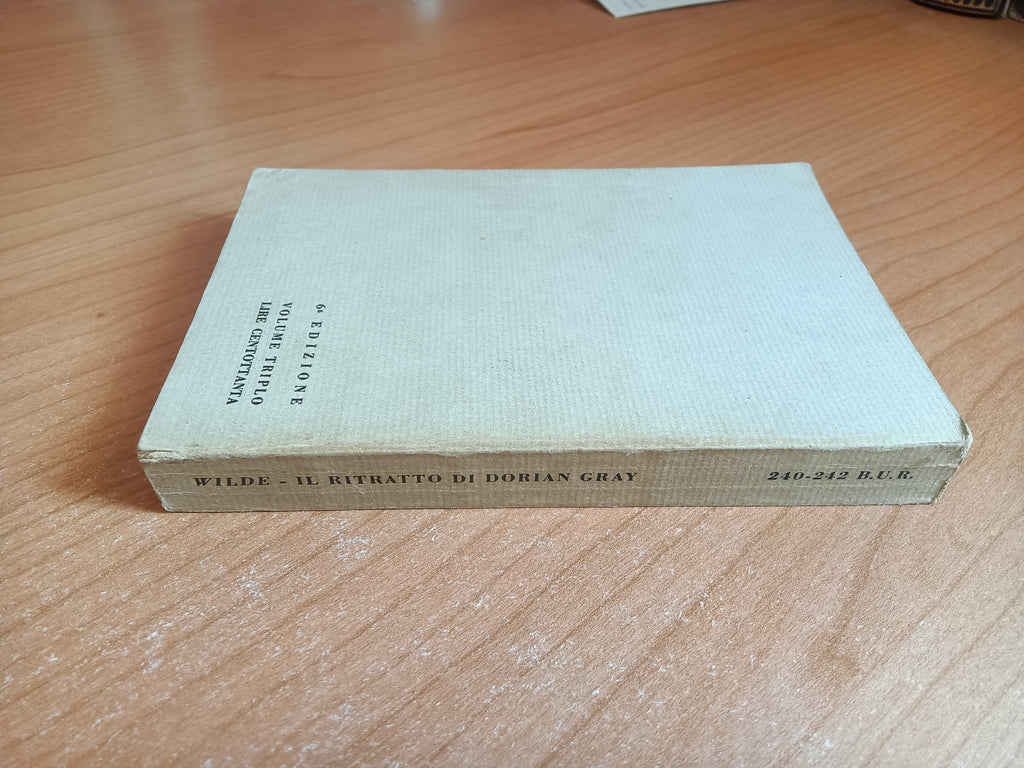 6ª EDIZIONE
VOLUME TRIPLO
LIRE CENTOTTANTA
WILDE - IL RITRATTO DI DORIAN GRAY 240-242 B.U.R.